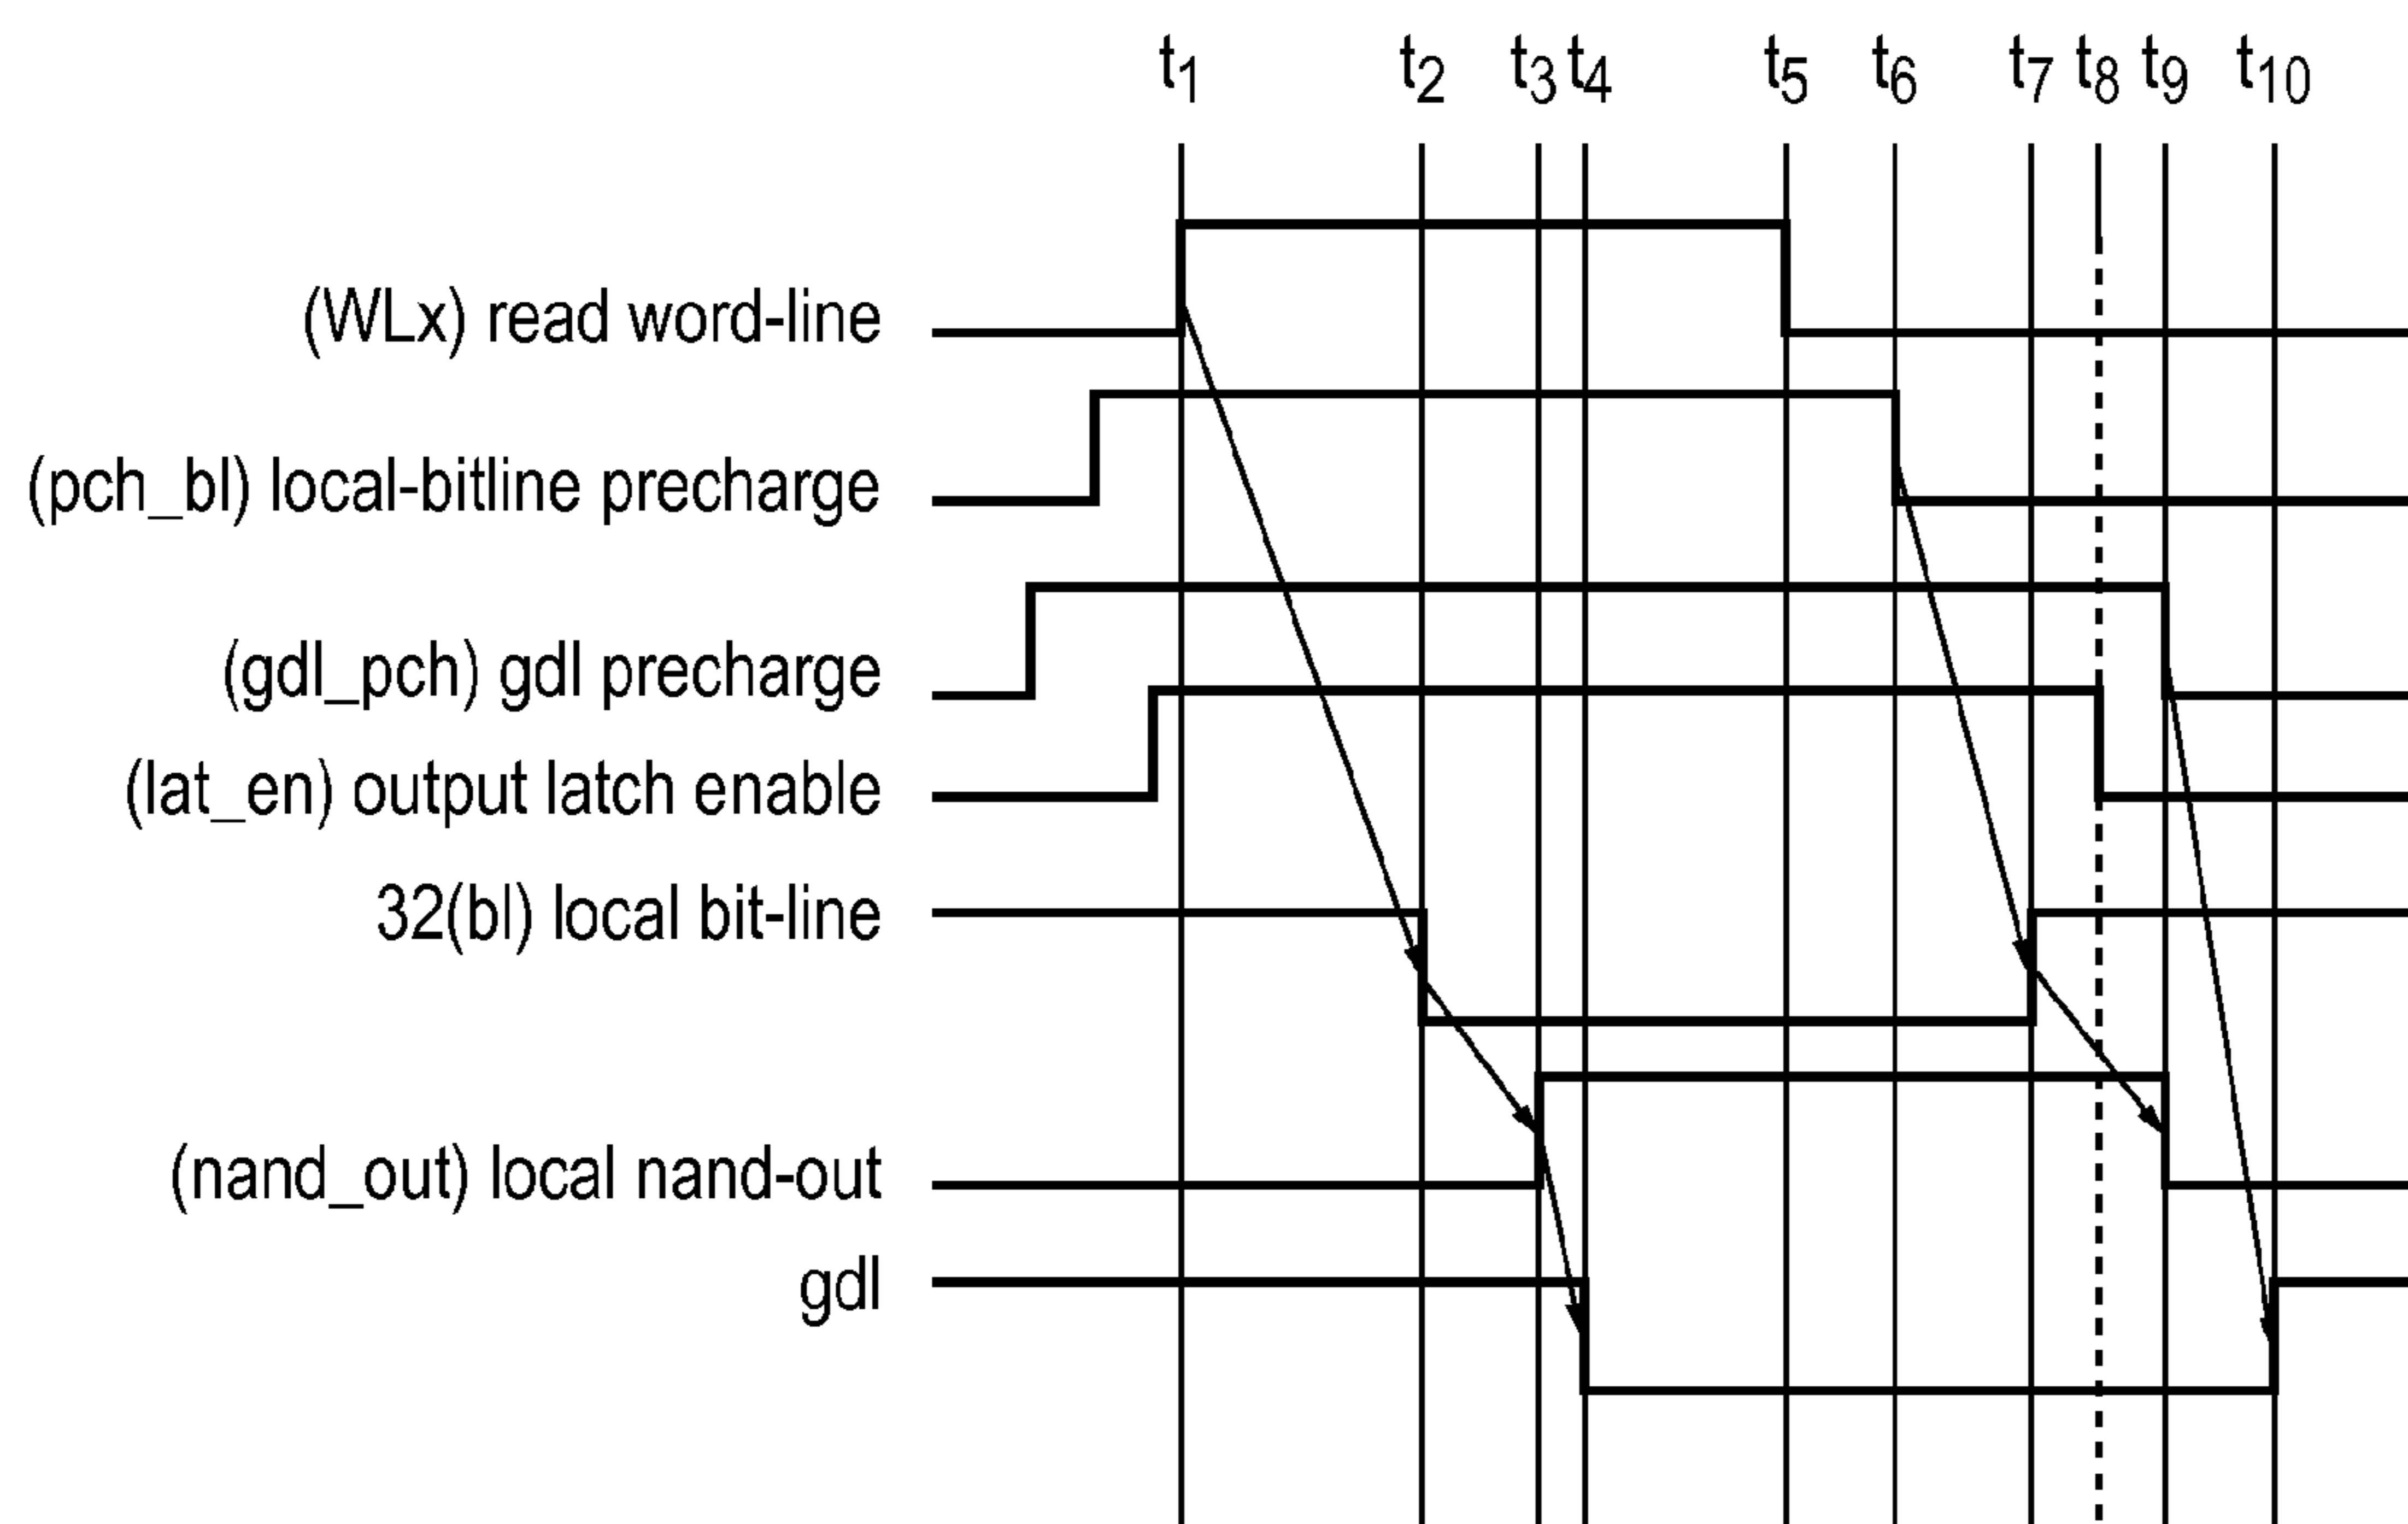 t1 t2 t3 t4 t5 t6 t7 t8 t9 t10
(WLx) read word-line
(pch_bl) local-bitline precharge
(gdl_pch) gdl precharge
(lat_en) output latch enable
32(bl) local bit-line
(nand_out) local nand-out
gdl